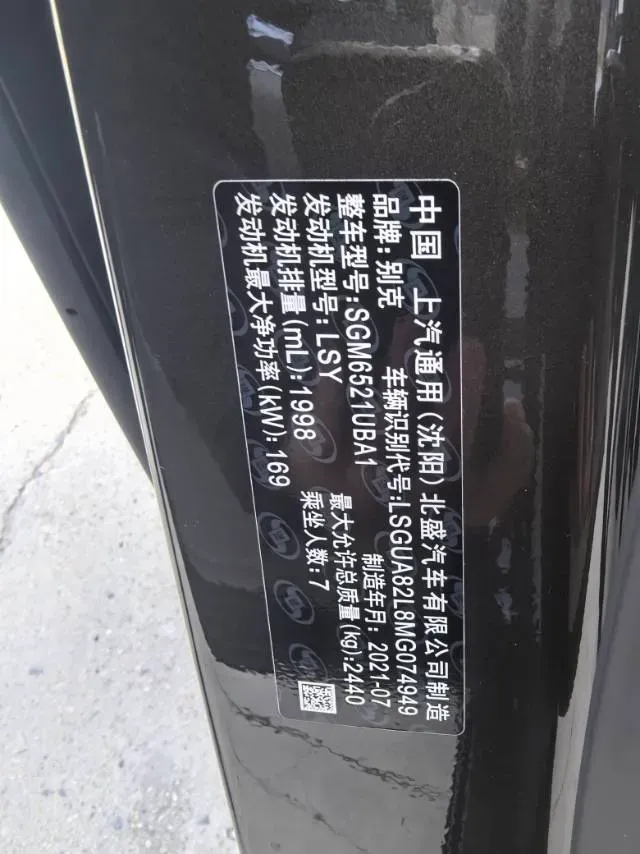 中国 上汽通用(沈阳)北盛汽车有限公司制造
品牌:别克 车辆识别代号:LSGUA82L8MG074949
整车型号:SGM6521UBA1 制造年月:2021-07
发动机型号:LSY 最大允许总质量(kg):2440
发动机排量(mL):1998 乘坐人数:7
发动机最大净功率(kW):169